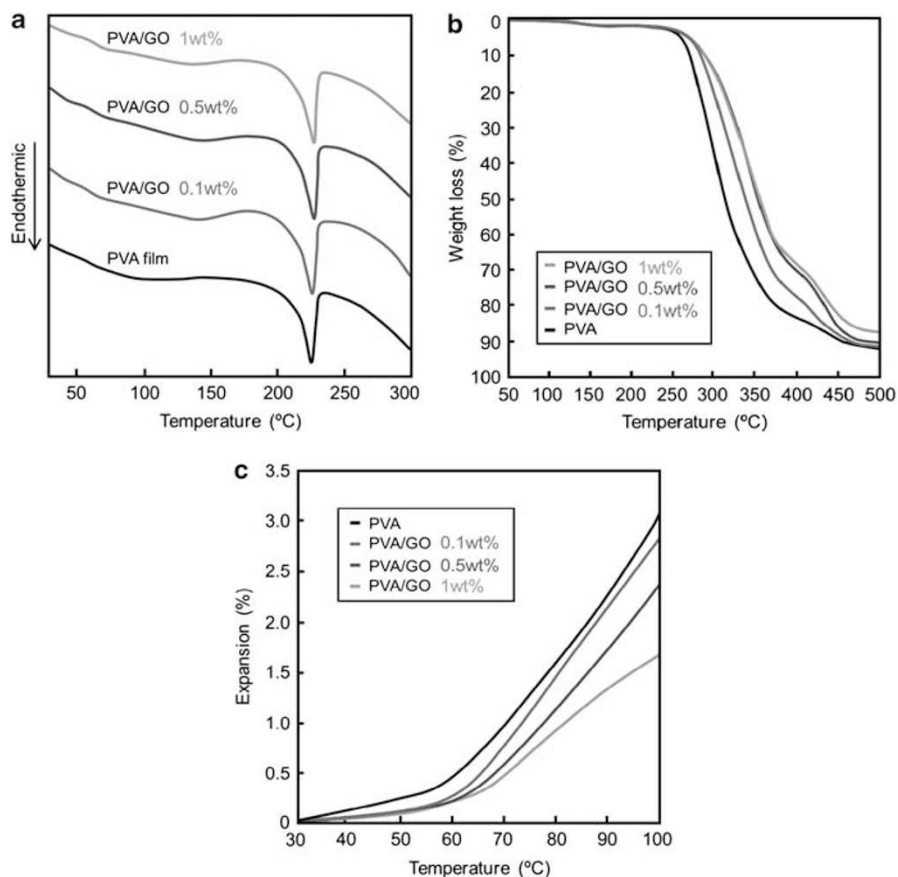 a
PVA/GO 1wt%
PVA/GO 0.5wt%
PVA/GO 0.1wt%
PVA film
Endothermic
50 100 150 200 250 300
Temperature (ºC)
b
0
10
20
30
40
50
60
70
80
90
100
Weight loss (%)
PVA/GO 1wt%
PVA/GO 0.5wt%
PVA/GO 0.1wt%
PVA
50 100 150 200 250 300 350 400 450 500
Temperature (ºC)
c
3.5
3.0
2.5
2.0
1.5
1.0
0.5
0
Expansion (%)
PVA
PVA/GO 0.1wt%
PVA/GO 0.5wt%
PVA/GO 1wt%
30 40 50 60 70 80 90 100
Temperature (ºC)